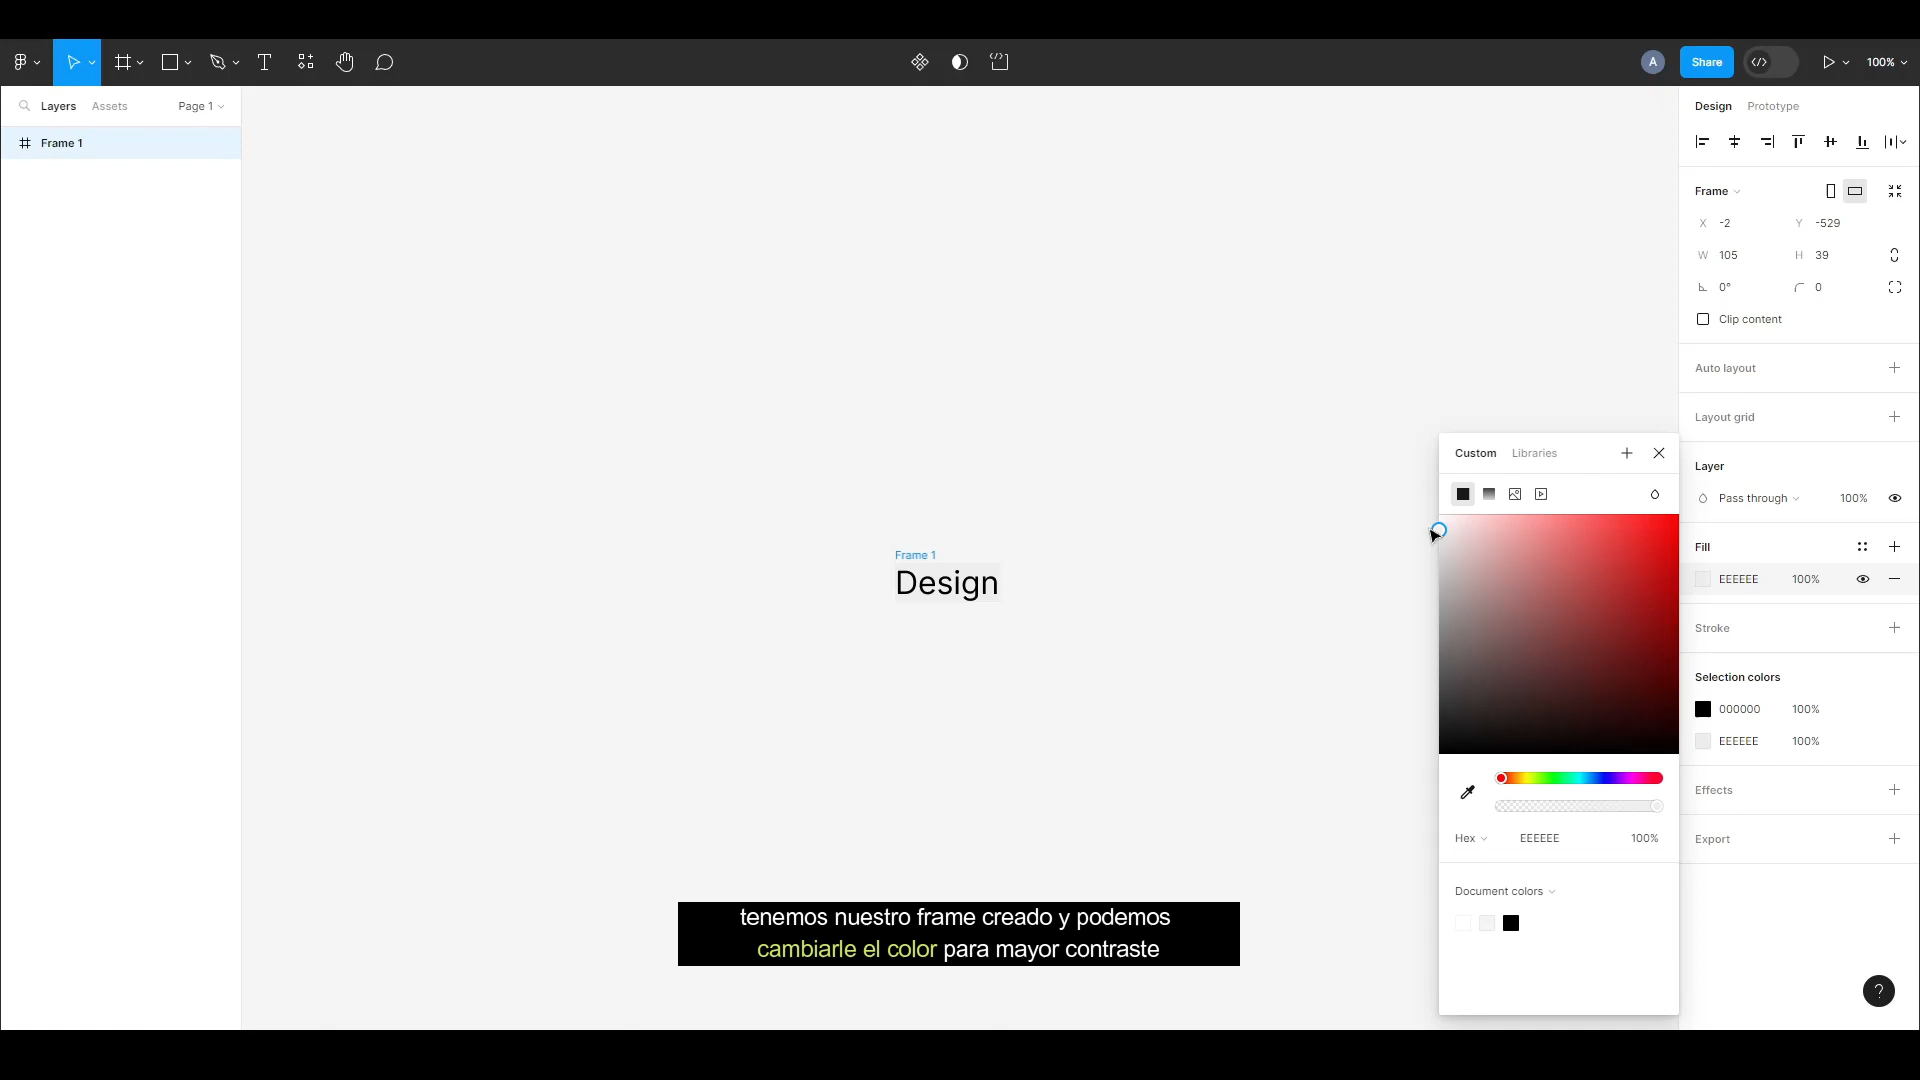 A
Share
100%
Layers
Assets
Page 1
Frame 1
Frame 1
Design
tenemos nuestro frame creado y podemos
cambiarle el color para mayor contraste
Custom
Libraries
Hex
EEEEEE
100%
Document colors
Design
Prototype
Frame
X -2
Y -529
W 105
H 39
0°
0
Clip content
Auto layout
Layout grid
Layer
Pass through
100%
Fill
EEEEEE
100%
Stroke
Selection colors
000000
100%
EEEEEE
100%
Effects
Export
?